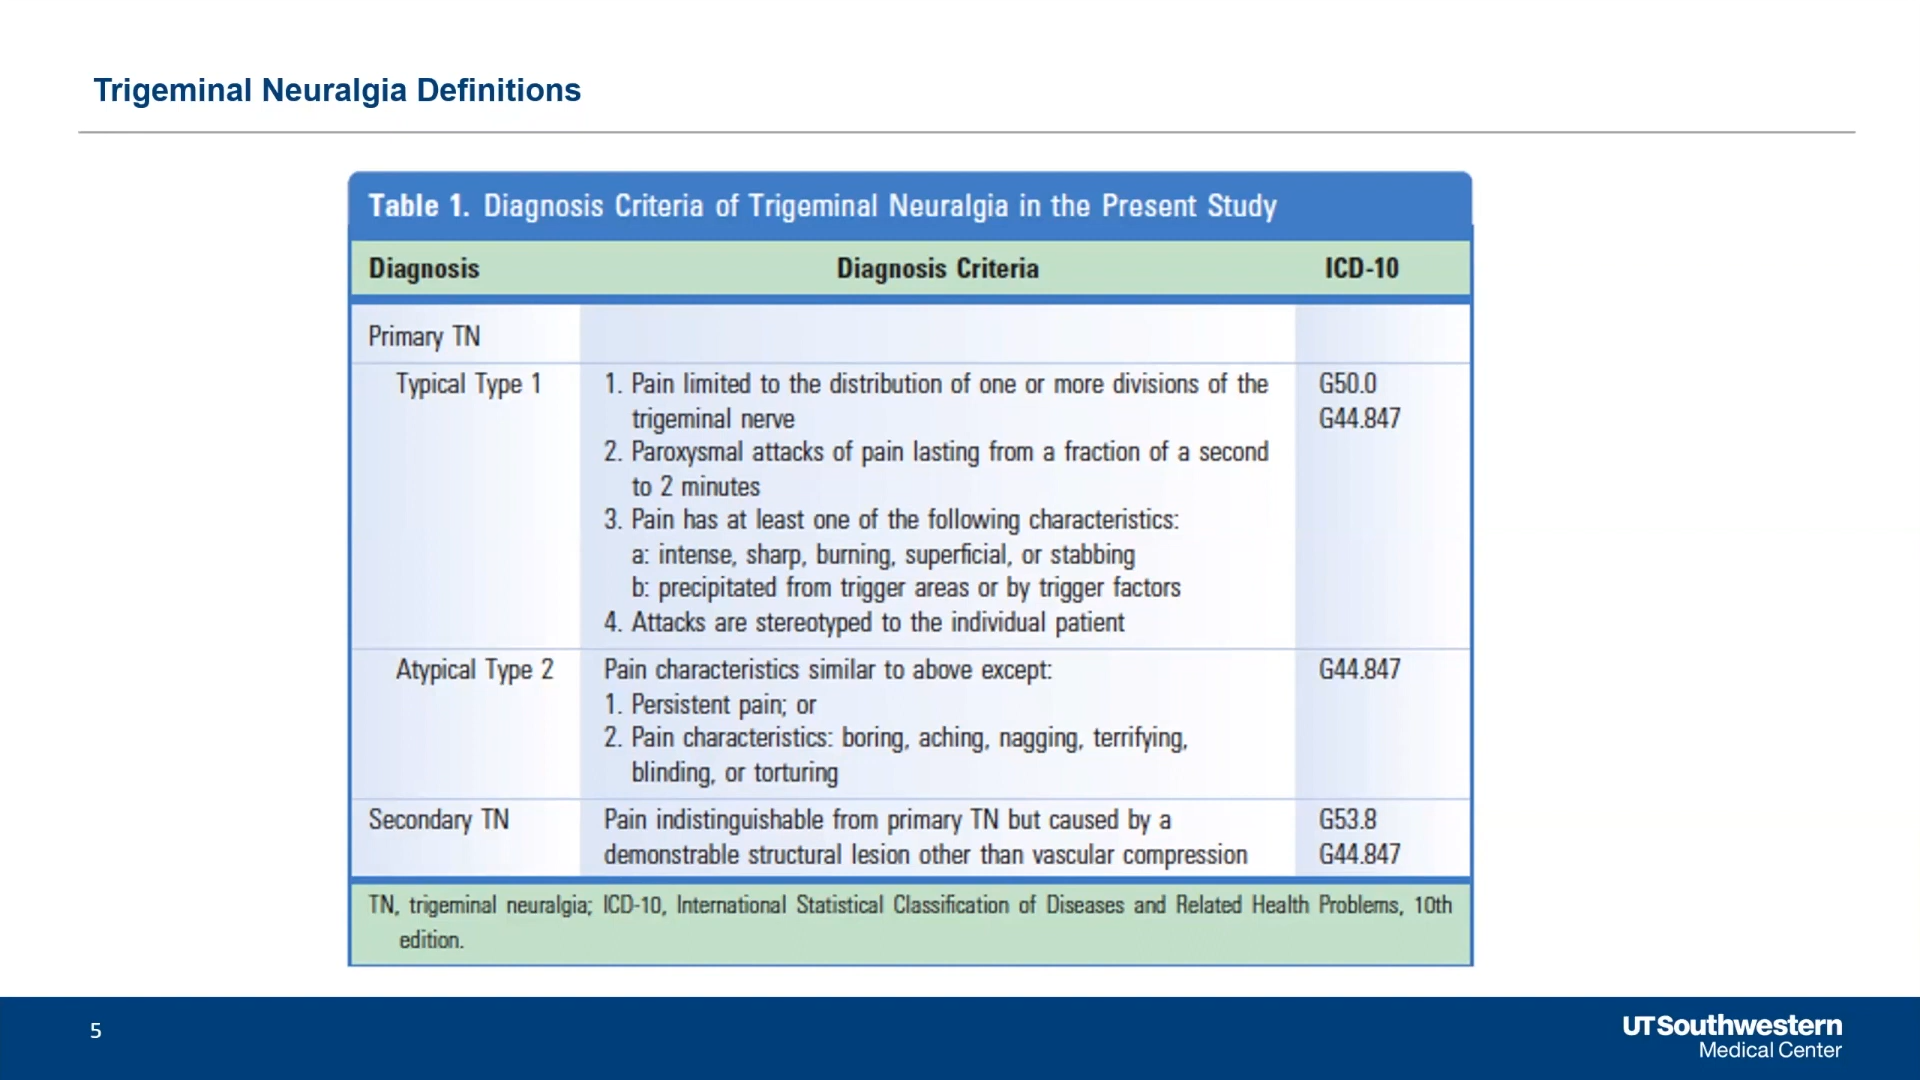 Trigeminal Neuralgia Definitions
Table 1. Diagnosis Criteria of Trigeminal Neuralgia in the Present Study
Diagnosis Diagnosis Criteria ICD-10
Primary TN
Typical Type 1 1. Pain limited to the distribution of one or more divisions of the G50.0
trigeminal nerve G44.847
2. Paroxysmal attacks of pain lasting from a fraction of a second
to 2 minutes
3. Pain has at least one of the following characteristics:
a: intense, sharp, burning, superficial, or stabbing
b: precipitated from trigger areas or by trigger factors
4. Attacks are stereotyped to the individual patient
Atypical Type 2 Pain characteristics similar to above except: G44.847
1. Persistent pain; or
2. Pain characteristics: boring, aching, nagging, terrifying,
blinding, or torturing
Secondary TN Pain indistinguishable from primary TN but caused by a G53.8
demonstrable structural lesion other than vascular compression G44.847
TN, trigeminal neuralgia; ICD-10, International Statistical Classification of Diseases and Related Health Problems, 10th
edition.
5
UTSouthwestern
Medical Center